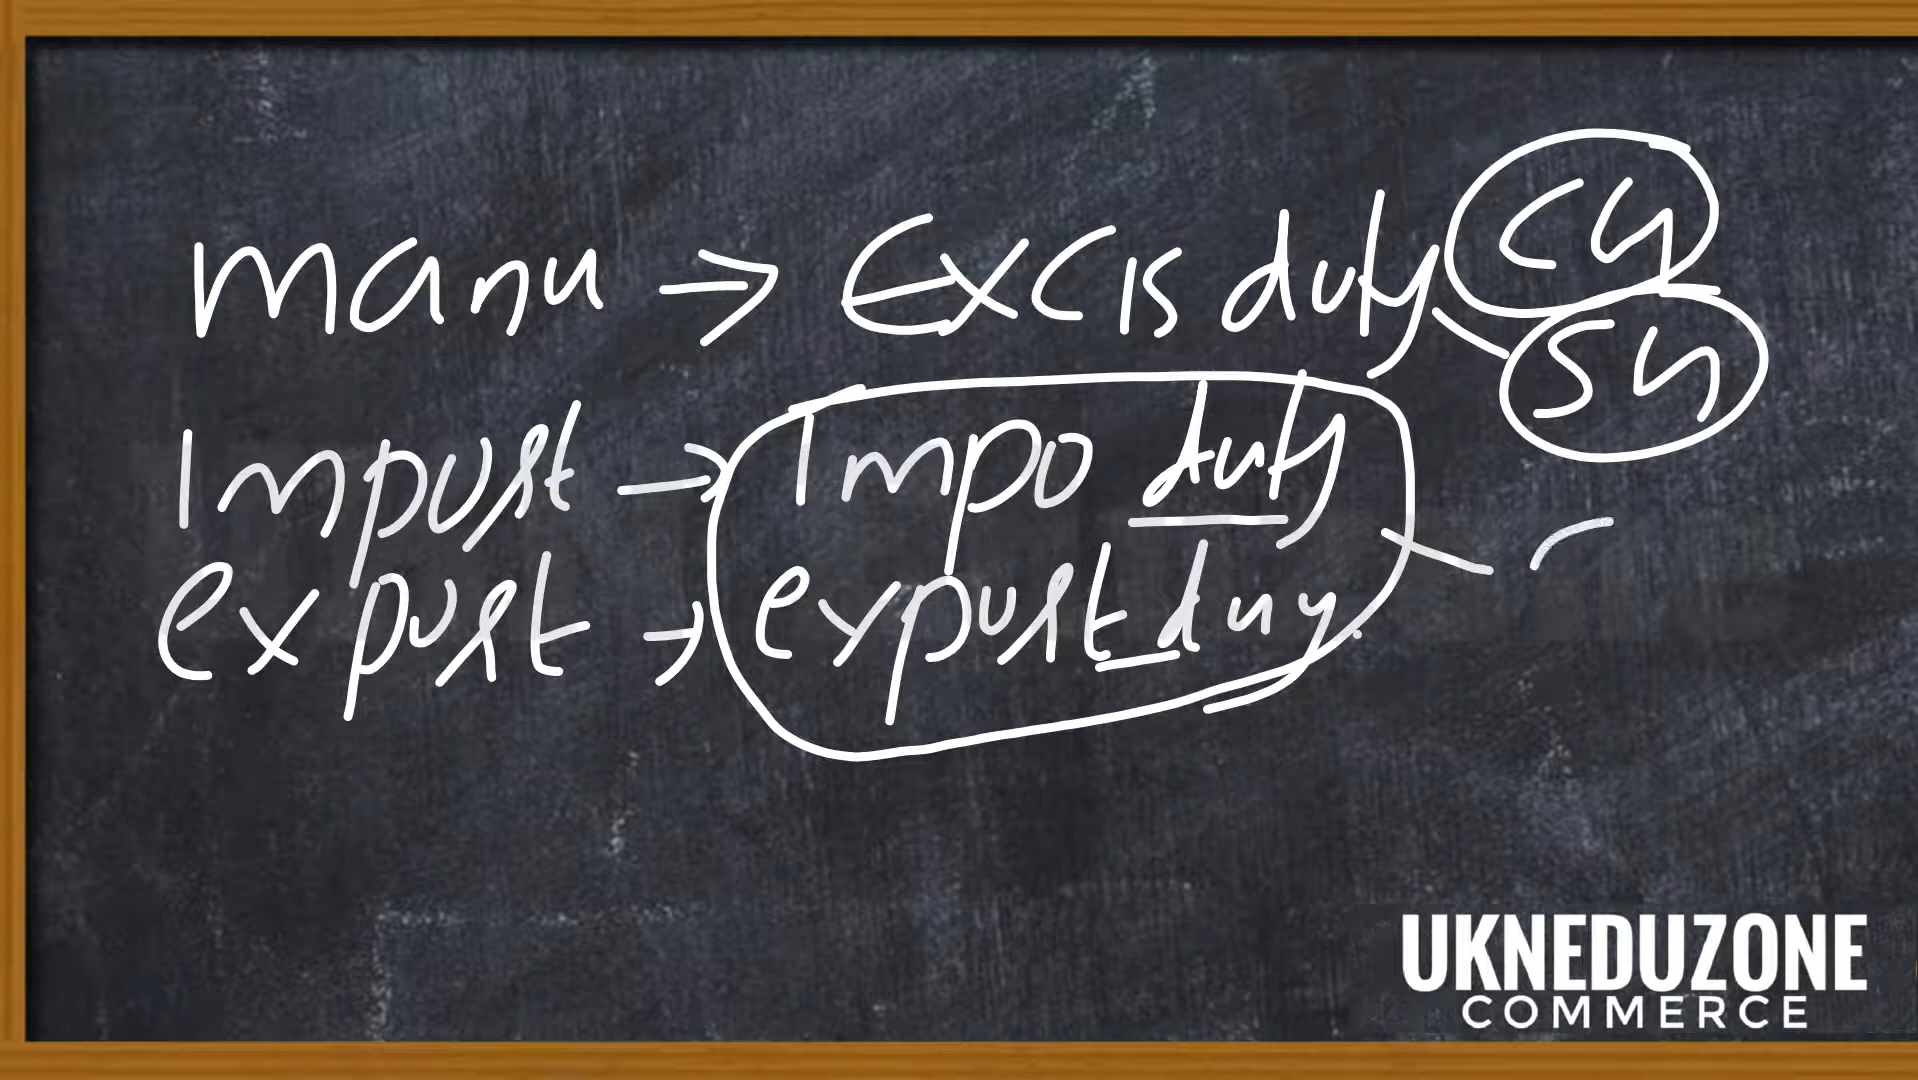 manu → Excis duty CG
SG
Import → Impo duty
export → export duy
UKNEDUZONE
COMMERCE